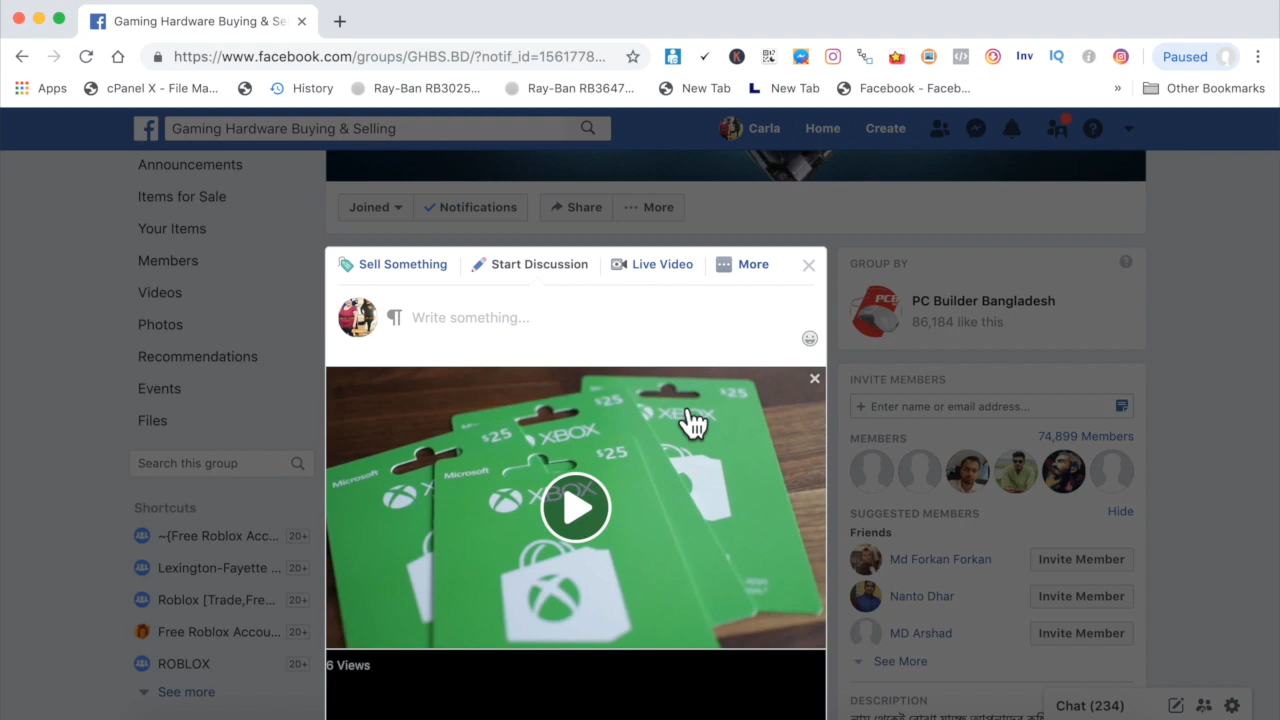 Gaming Hardware Buying & Se
https://www.facebook.com/groups/GHBS.BD/?notif_id=1561778...
Inv
IQ
Paused
Apps
cPanel X - File Ma...
History
Ray-Ban RB3025...
Ray-Ban RB3647...
New Tab
New Tab
Facebook - Faceb...
»
Other Bookmarks
Gaming Hardware Buying & Selling
Carla
Home
Create
Announcements
Items for Sale
Your Items
Members
Videos
Photos
Recommendations
Events
Files
Search this group
Shortcuts
~{Free Roblox Acc... 20+
Lexington-Fayette ... 20+
Roblox [Trade,Fre... 20+
Free Roblox Accou... 20+
ROBLOX 20+
See more
Joined
Notifications
Share
More
Sell Something
Start Discussion
Live Video
More
Write something...
$25
$25
XBOX
$25
XBOX
$25
Microsoft
Microsoft
XBOX
6 Views
GROUP BY
PC Builder Bangladesh
86,184 like this
INVITE MEMBERS
+ Enter name or email address...
MEMBERS
74,899 Members
SUGGESTED MEMBERS
Hide
Friends
Md Forkan Forkan
Invite Member
Nanto Dhar
Invite Member
MD Arshad
Invite Member
See More
DESCRIPTION
Chat (234)